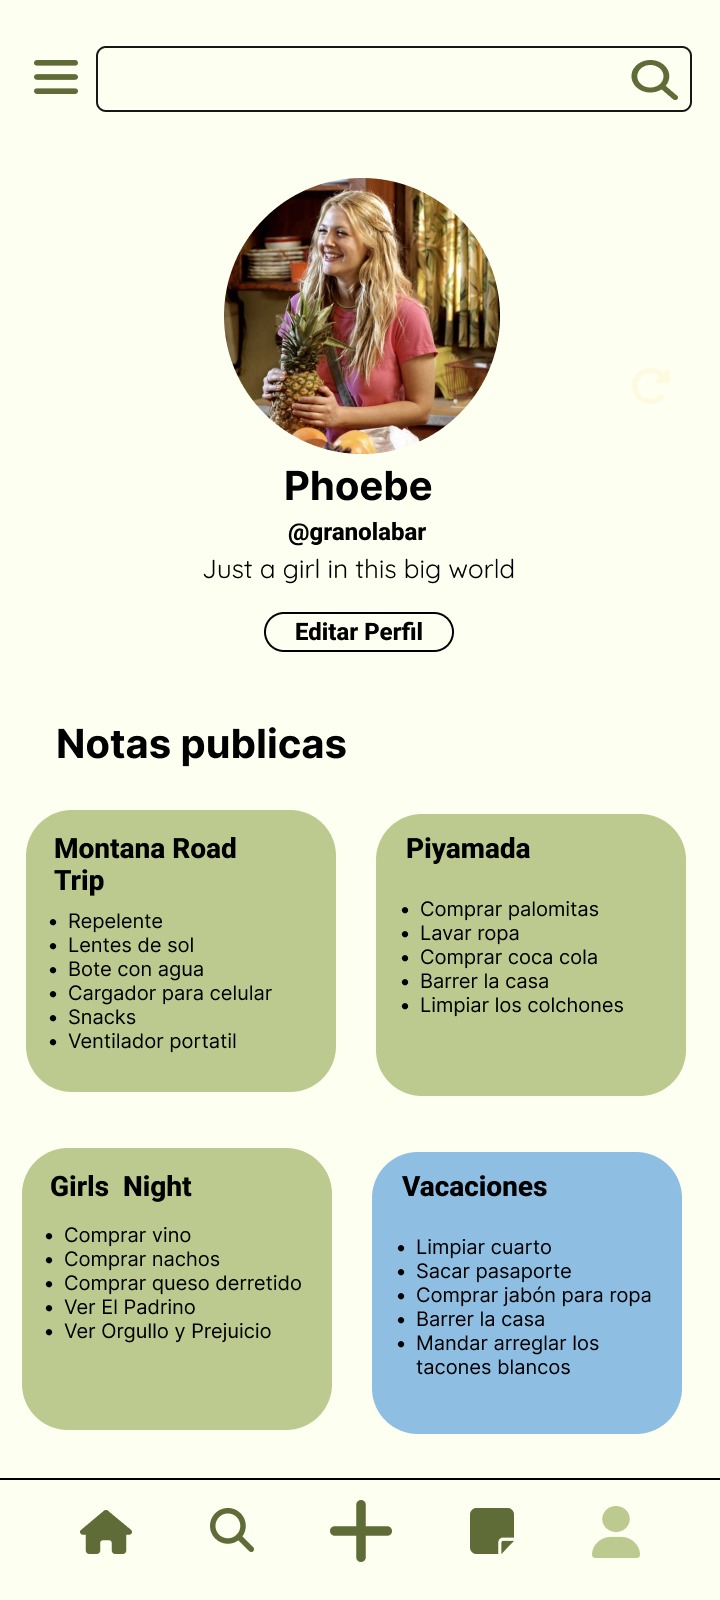 Phoebe
@granolabar
Just a girl in this big world
Editar Perfil
Notas publicas
Montana Road
Trip
• Repelente
• Lentes de sol
• Bote con agua
• Cargador para celular
• Snacks
• Ventilador portatil
Piyamada
• Comprar palomitas
• Lavar ropa
• Comprar coca cola
• Barrer la casa
• Limpiar los colchones
Girls Night
• Comprar vino
• Comprar nachos
• Comprar queso derretido
• Ver El Padrino
• Ver Orgullo y Prejuicio
Vacaciones
• Limpiar cuarto
• Sacar pasaporte
• Comprar jabón para ropa
• Barrer la casa
• Mandar arreglar los
tacones blancos